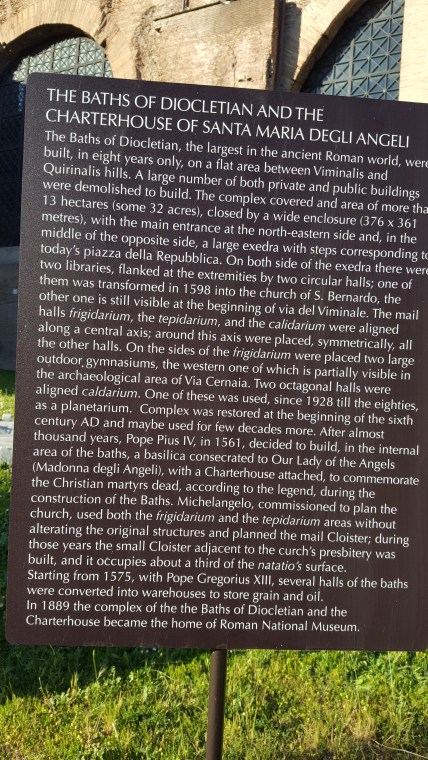 THE BATHS OF DIOCLETIAN AND THE
CHARTERHOUSE OF SANTA MARIA DEGLI ANGELI
The Baths of Diocletian, the largest in the ancient Roman world, were
built, in eight years only, on a flat area between Viminalis and
Quirinalis hills. A large number of both private and public buildings
were demolished to build. The complex covered and area of more tha
13 hectares (some 32 acres), closed by a wide enclosure (376 x 361
metres), with the main entrance at the north-eastern side and, in the
middle of the opposite side, a large exedra with steps corresponding to
today's piazza della Repubblica. On both side of the exedra there were
two libraries, flanked at the extremities by two circular halls; one of
them was transformed in 1598 into the church of S. Bernardo, the
other one is still visible at the beginning of via del Viminale. The mail
halls frigidarium, the tepidarium, and the calidarium were aligned
along a central axis; around this axis were placed, symmetrically, all
the other halls. On the sides of the frigidarium were placed two large
outdoor gymnasiums, the western one of which is partially visible in
the archaeological area of Via Cernaia. Two octagonal halls were
aligned caldarium. One of these was used, since 1928 till the eighties,
as a planetarium. Complex was restored at the beginning of the sixth
century AD and maybe used for few decades more. After almost
thousand years, Pope Pius IV, in 1561, decided to build, in the internal
area of the baths, a basilica consecrated to Our Lady of the Angels
(Madonna degli Angeli), with a Charterhouse attached, to commemorate
the Christian martyrs dead, according to the legend, during the
construction of the Baths. Michelangelo, commissioned to plan the
church, used both the frigidarium and the tepidarium areas without
alterating the original structures and planned the mail Cloister; during
those years the small Cloister adjacent to the curch's presbitery was
built, and it occupies about a third of the natatio's surface.
Starting from 1575, with Pope Gregorius XIII, several halls of the baths
were converted into warehouses to store grain and oil.
In 1889 the complex of the the Baths of Diocletian and the
Charterhouse became the home of Roman National Museum.